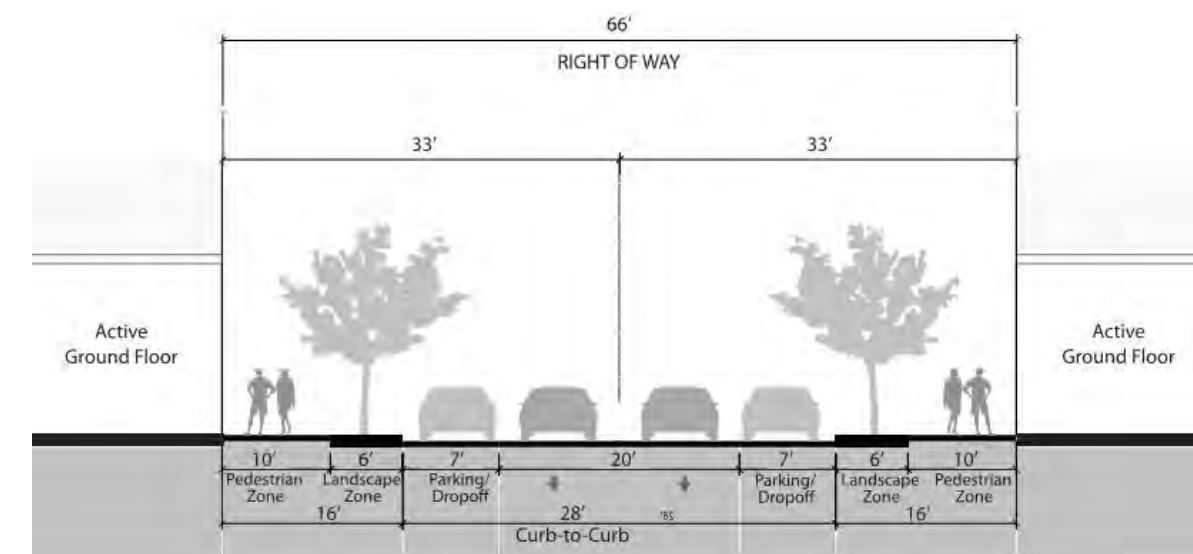 66'
RIGHT OF WAY
33' 33'
Active
Ground Floor
Active
Ground Floor
10' 6' 7' 20' 7' 6' 10'
Pedestrian Landscape Parking/ Parking/ Landscape Pedestrian
Zone Zone Dropoff Dropoff Zone Zone
16' 28' 16'
Curb-to-Curb